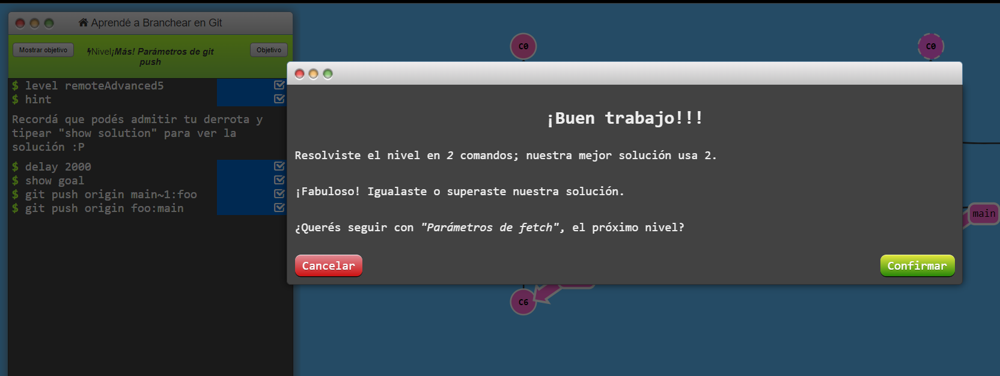 Aprendé a Branchear en Git
Mostrar objetivo
Nivel¡Más! Parámetros de git
push
Objetivo
$ level remoteAdvanced5
$ hint
Recordá que podés admitir tu derrota y
tipear "show solution" para ver la
solución :P
$ delay 2000
$ show goal
$ git push origin main~1:foo
$ git push origin foo:main
C0
C0
¡Buen trabajo!!!
Resolviste el nivel en 2 comandos; nuestra mejor solución usa 2.
¡Fabuloso! Igualaste o superaste nuestra solución.
¿Querés seguir con "Parámetros de fetch", el próximo nivel?
Cancelar
Confirmar
main
C6